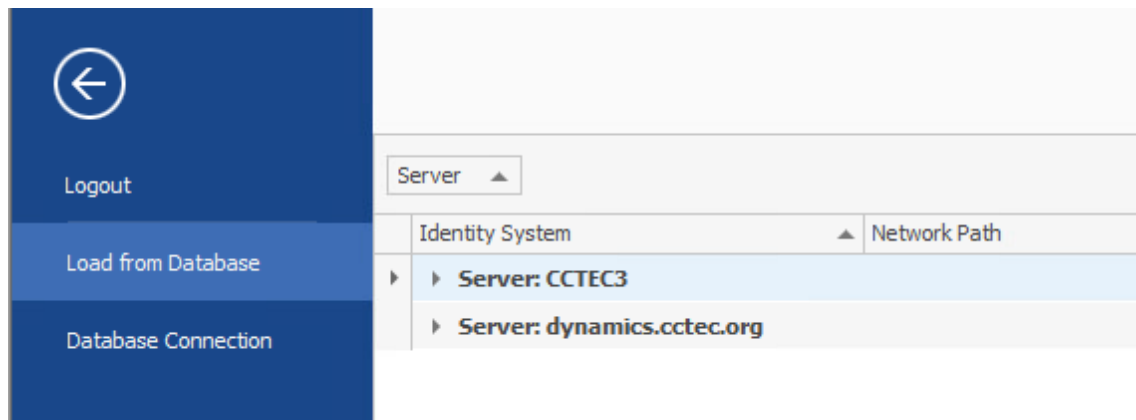 Logout
Load from Database
Database Connection
Server
Identity System Network Path
Server: CCTEC3
Server: dynamics.cctec.org